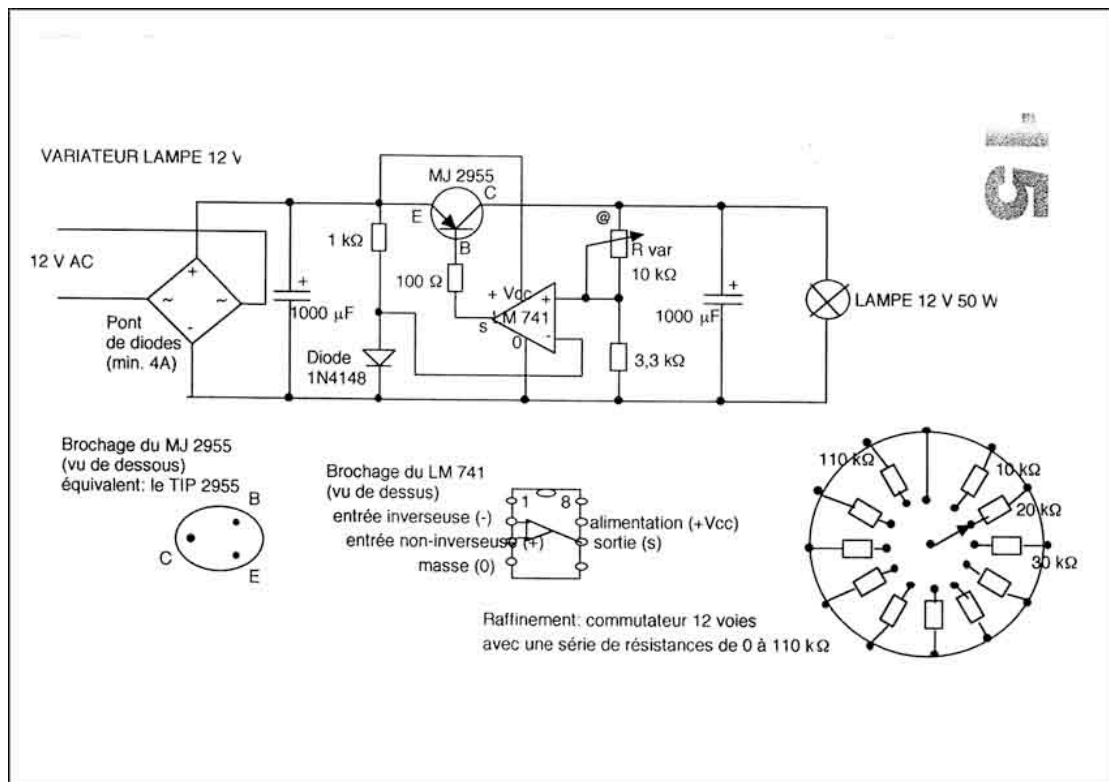 15
VARIATEUR LAMPE 12 V
MJ 2955
E
C
B
@
1 kΩ
R var
10 kΩ
12 V AC
100 Ω
+ Vcc
+
-
~
~
+
1000 µF
s
M 741
0
+
-
+
1000 µF
LAMPE 12 V 50 W
Pont
de diodes
(min. 4A)
Diode
1N4148
3,3 kΩ
Brochage du MJ 2955
(vu de dessous)
équivalent: le TIP 2955
B
C
E
Brochage du LM 741
(vu de dessus)
1
8
entrée inverseuse (-)
entrée non-inverseuse (+)
masse (0)
alimentation (+Vcc)
sortie (s)
110 kΩ
10 kΩ
20 kΩ
30 kΩ
Raffinement: commutateur 12 voies
avec une série de résistances de 0 à 110 kΩ